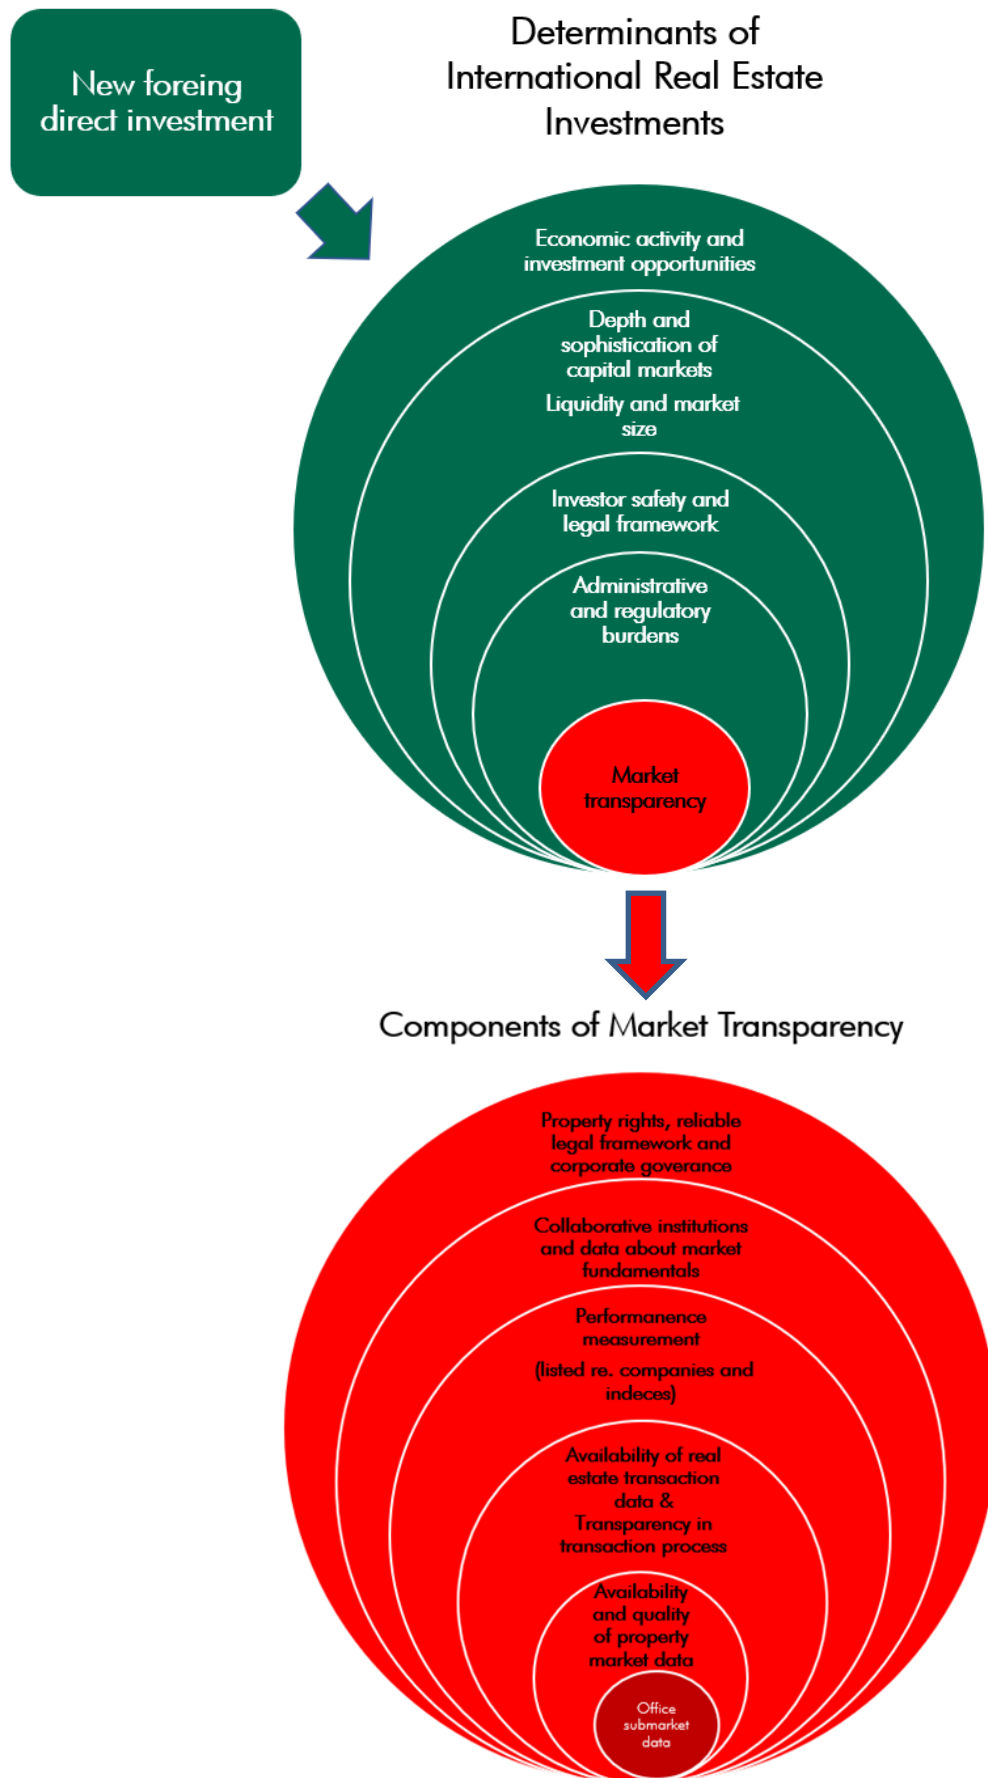 New foreing
direct investment
Determinants of
International Real Estate
Investments
Economic activity and
investment opportunities
Depth and
sophistication of
capital markets
Liquidity and market
size
Investor safety and
legal framework
Administrative
and regulatory
burdens
Market
transparency
Components of Market Transparency
Property rights, reliable
legal framework and
corporate goverance
Collaborative institutions
and data about market
fundamentals
Performanence
measurement
(listed re. companies and
indeces)
Availability of real
estate transaction
data &
Transparency in
transaction process
Availability
and quality
of property
market data
Office
submarket
data